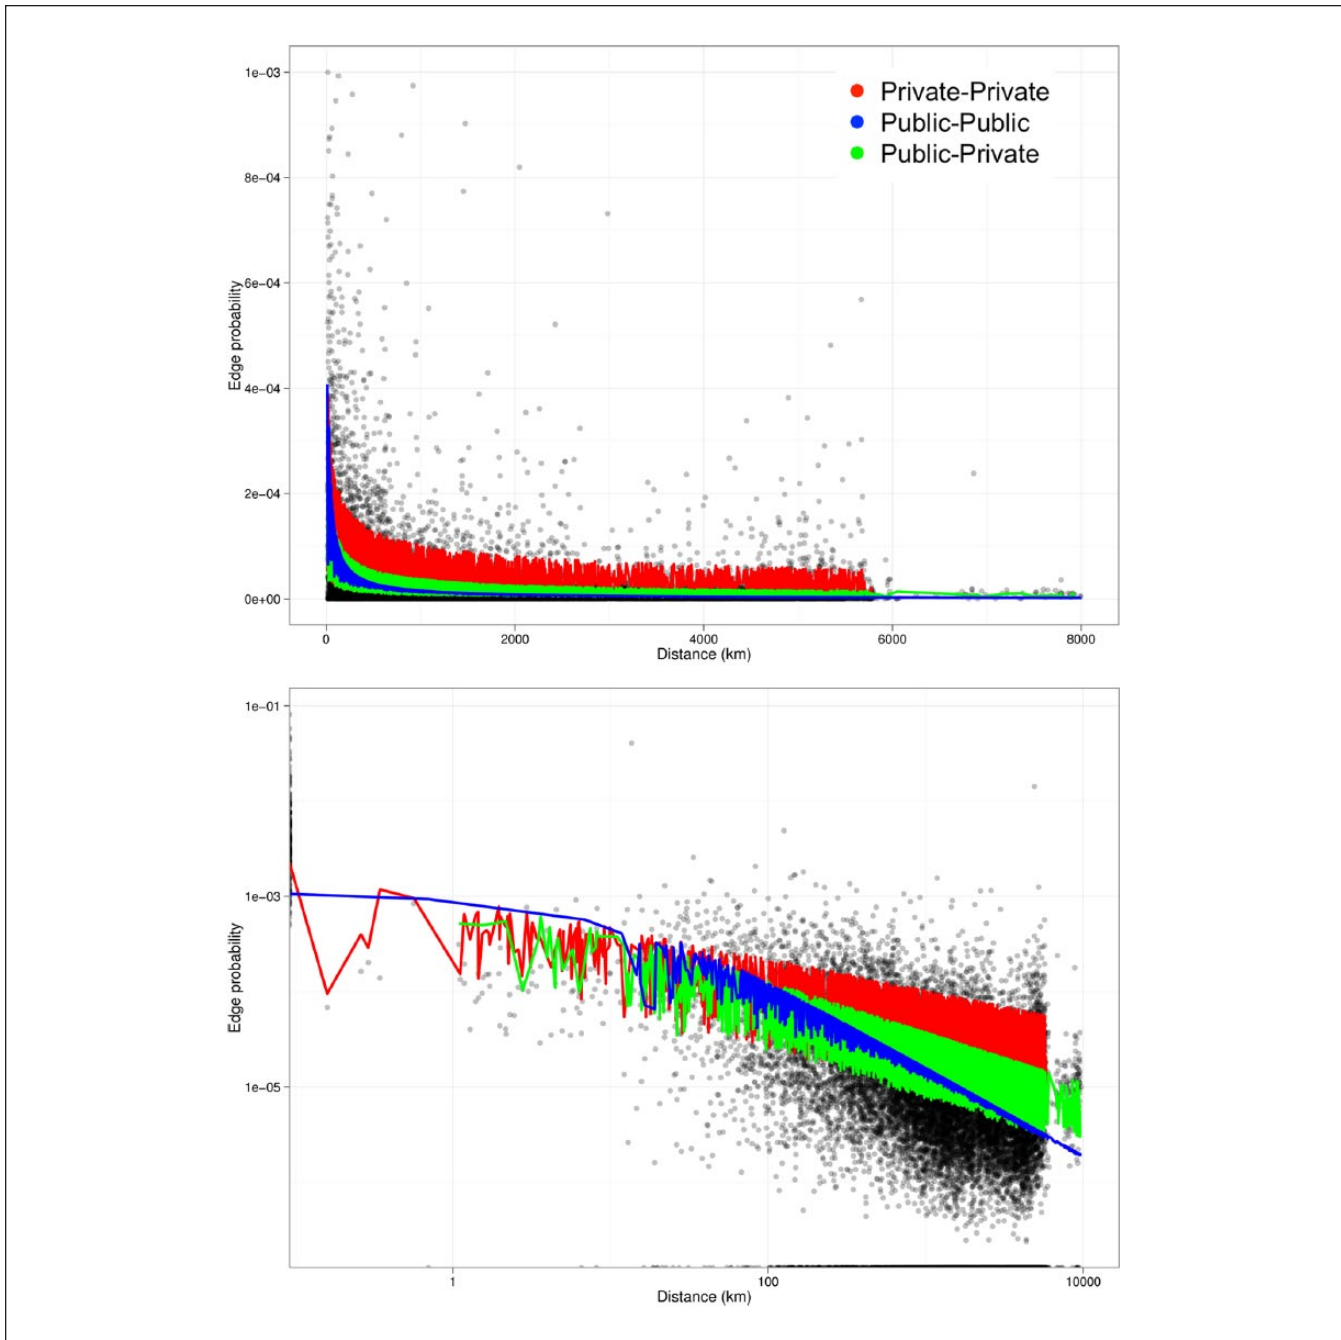 1e−03
8e−04
6e−04
4e−04
2e−04
0e+00
Edge probability
Private-Private
Public-Public
Public-Private
0 2000 4000 6000 8000
Distance (km)
1e−01
1e−03
1e−05
Edge probability
1 100 10000
Distance (km)